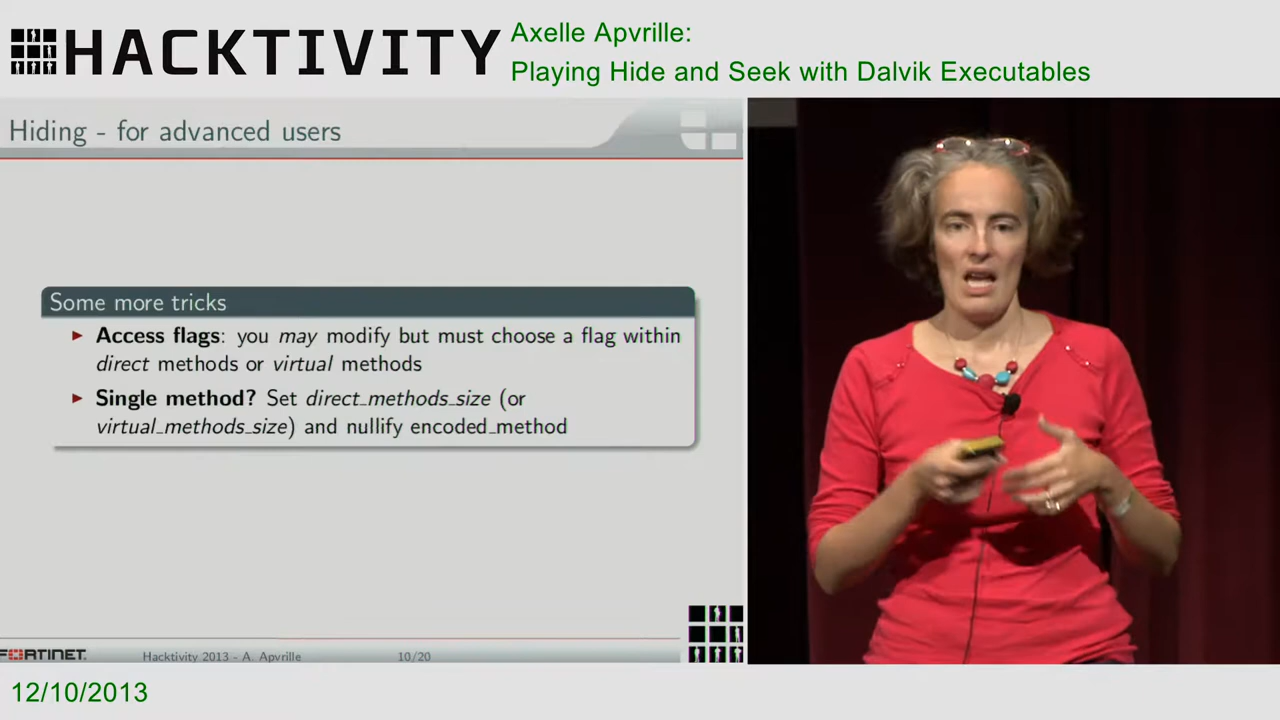 HACKTIVITY
Axelle Apvrille:
Playing Hide and Seek with Dalvik Executables
Hiding - for advanced users
Some more tricks
Access flags: you may modify but must choose a flag within
direct methods or virtual methods
Single method? Set direct_methods_size (or
virtual_methods_size) and nullify encoded_method
FORTINET
Hacktivity 2013 - A. Apvrille
10/20
12/10/2013